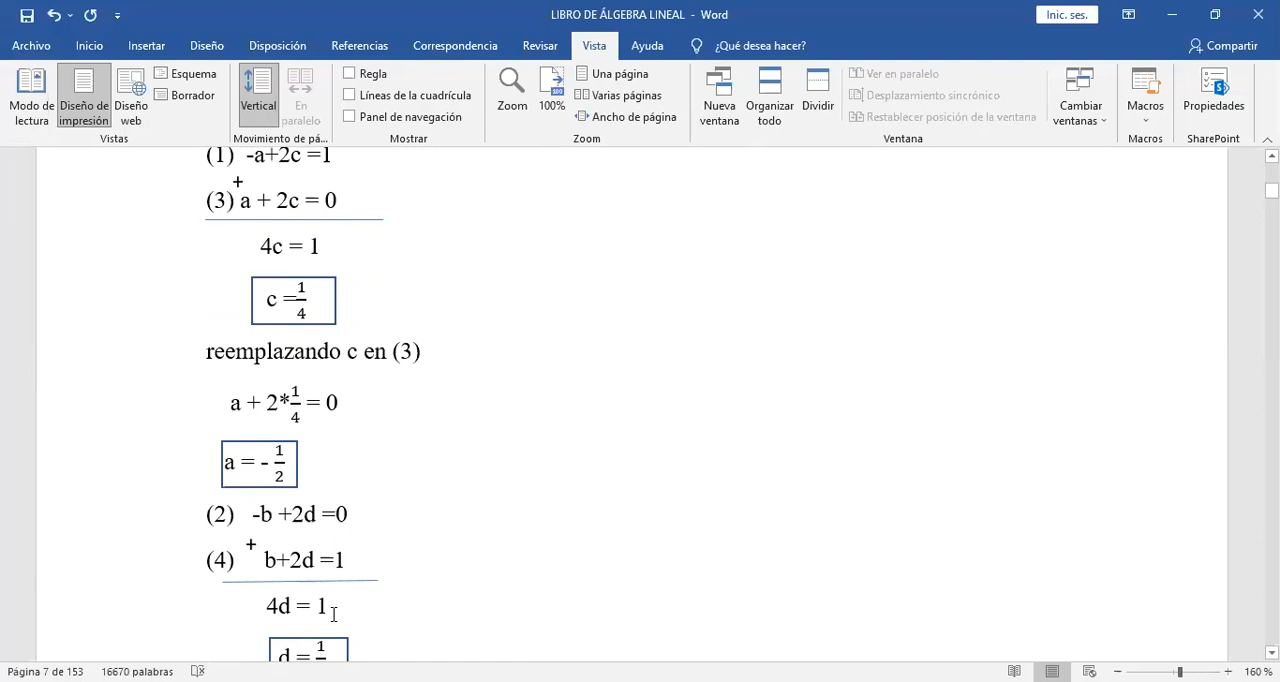 LIBRO DE ÁLGEBRA LINEAL - Word
Inic. ses.
Archivo Inicio Insertar Diseño Disposición Referencias Correspondencia Revisar Vista Ayuda ¿Qué desea hacer? Compartir
Modo de lectura
Diseño de impresión
Diseño web
Esquema
Borrador
Vistas
Vertical
En paralelo
Movimiento de pá...
Regla
Líneas de la cuadrícula
Panel de navegación
Mostrar
Zoom
100%
Una página
Varias páginas
Ancho de página
Zoom
Nueva ventana
Organizar todo
Dividir
Ver en paralelo
Desplazamiento sincrónico
Restablecer posición de la ventana
Cambiar ventanas
Ventana
Macros
Macros
Propiedades
SharePoint
(1) -a+2c =1
+
(3) a + 2c = 0
4c = 1
c = 1/4
reemplazando c en (3)
a + 2*1/4 = 0
a = - 1/2
(2) -b +2d =0
+
(4) b+2d =1
4d = 1
d = 1
Página 7 de 153 16670 palabras 160 %